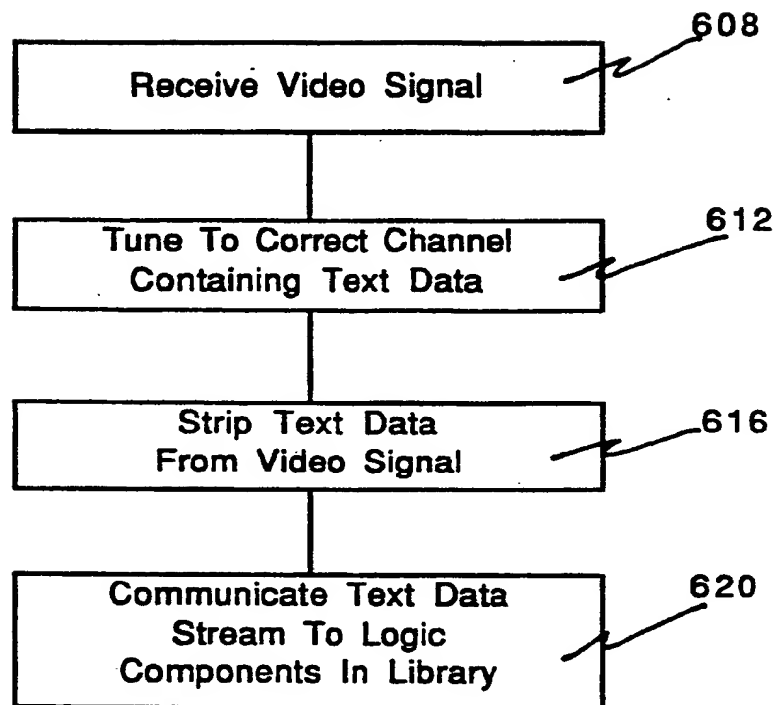 608
Receive Video Signal
612
Tune To Correct Channel
Containing Text Data
616
Strip Text Data
From Video Signal
620
Communicate Text Data
Stream To Logic
Components In Library